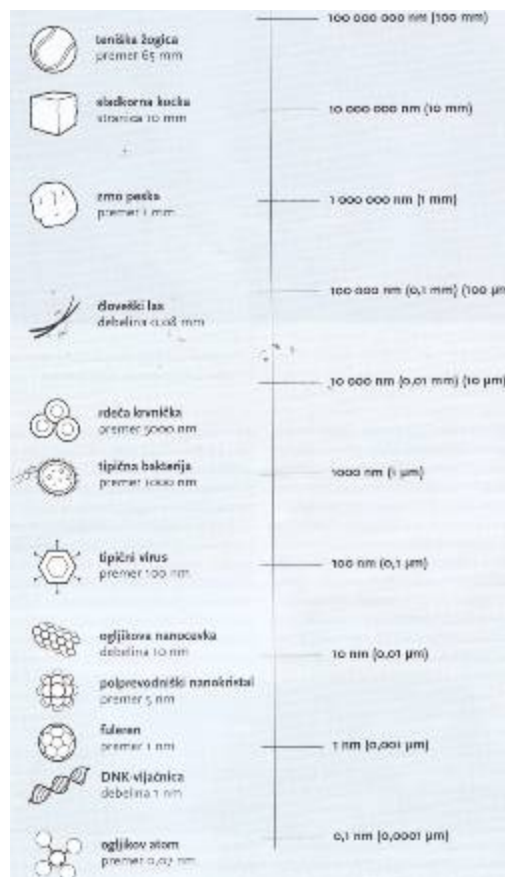 100 000 000 nm (100 mm)
teniška žogica
premer 65 mm
sladkorna kocka
stranica 10 mm
10 000 000 nm (10 mm)
zrno peska
premer 1 mm
1 000 000 nm (1 mm)
100 000 nm (0,1 mm) (100 µm
človeški las
debelina 0,08 mm
10 000 nm (0,01 mm) (10 µm)
rdeča krvnička
premer 5000 nm
tipična bakterija
premer 1000 nm
1000 nm (1 µm)
tipični virus
premer 100 nm
100 nm (0,1 µm)
ogljikova nanocevka
debelina 10 nm
10 nm (0,01 µm)
polprevodniški nanokristal
premer 5 nm
fuleren
premer 1 nm
1 nm (0,001 µm)
DNK-vijačnica
debelina 1 nm
0,1 nm (0,0001 µm)
ogljikov atom
premer 0,07 nm